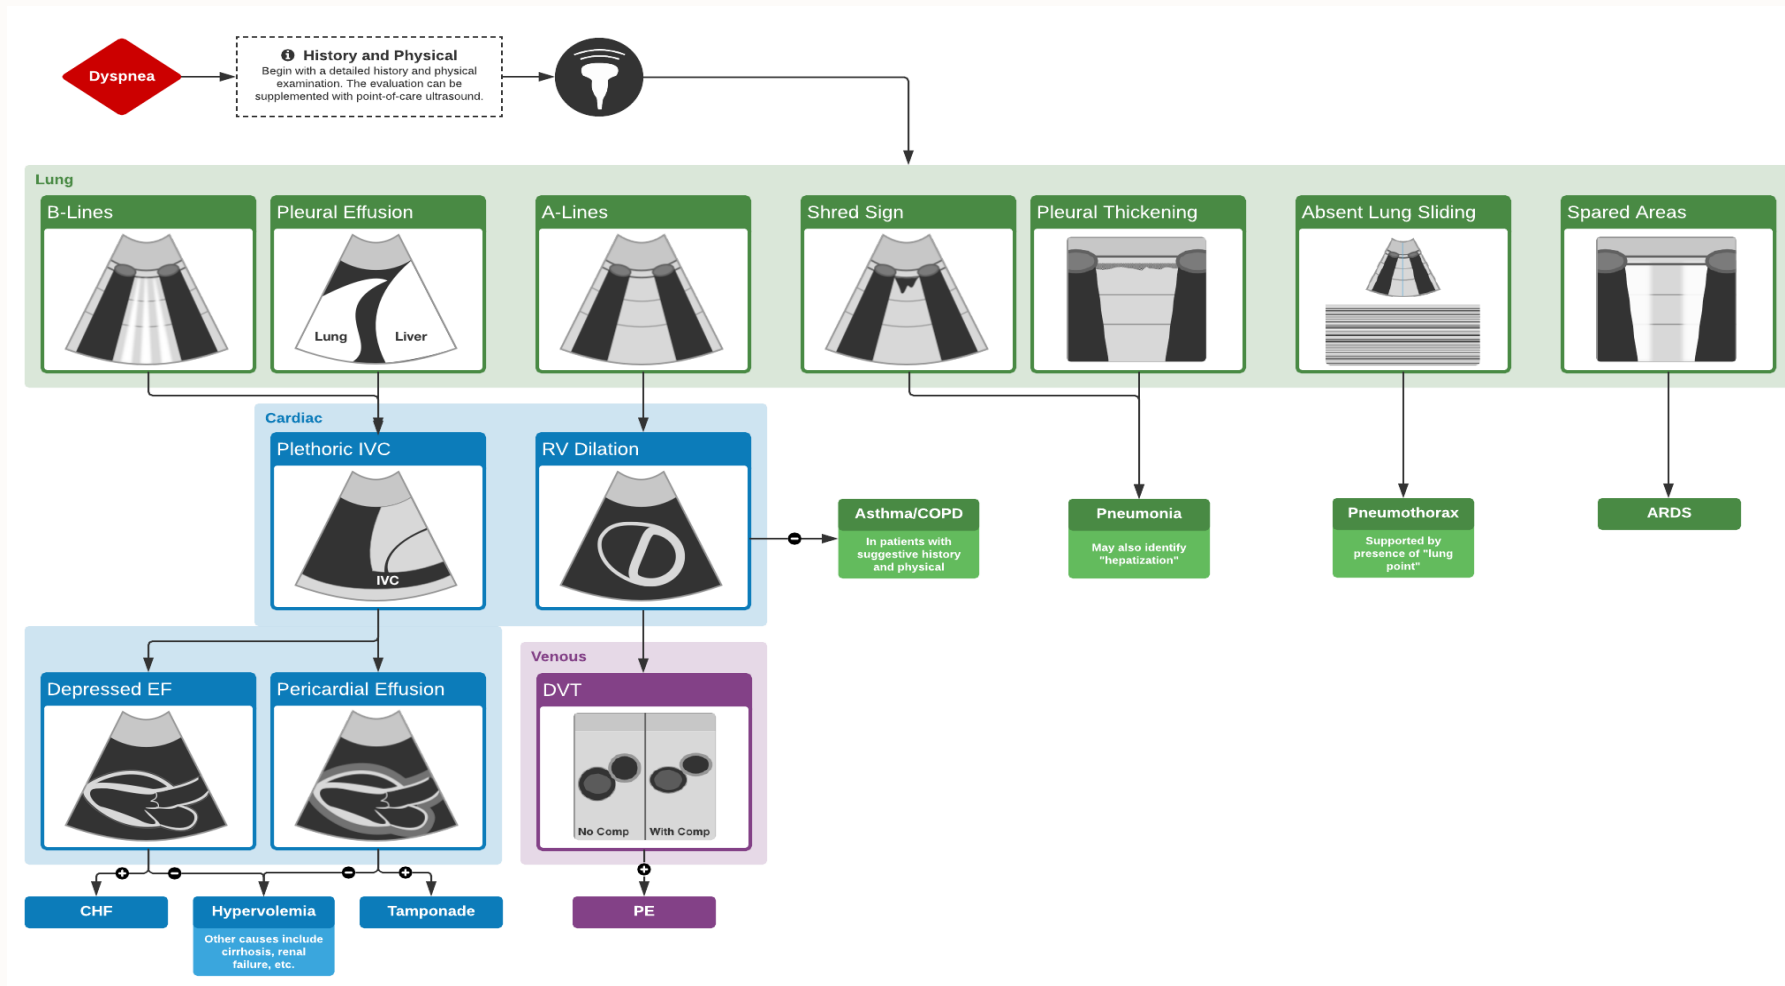 Dyspnea
History and Physical
Begin with a detailed history and physical
examination. The evaluation can be
supplemented with point-of-care ultrasound.
Lung
B-Lines
Pleural Effusion
A-Lines
Shred Sign
Pleural Thickening
Absent Lung Sliding
Spared Areas
Lung
Liver
Cardiac
Plethoric IVC
RV Dilation
IVC
Asthma/COPD
In patients with
suggestive history
and physical
Pneumonia
May also identify
"hepatization"
Pneumothorax
Supported by
presence of "lung
point"
ARDS
Depressed EF
Pericardial Effusion
Venous
DVT
No Comp
With Comp
CHF
Hypervolemia
Other causes include
cirrhosis, renal
failure, etc.
Tamponade
PE